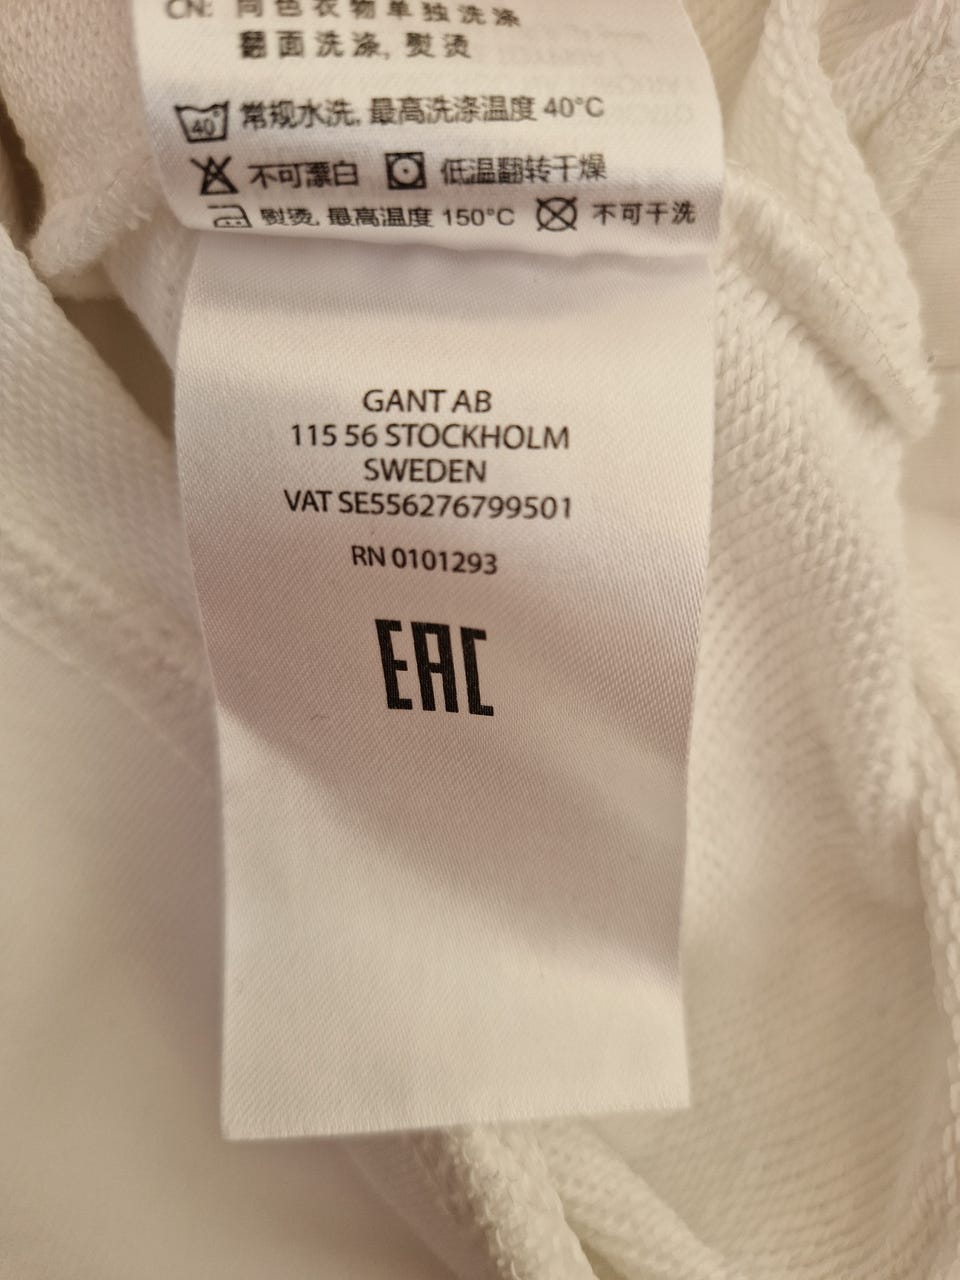 CN: 同色衣物单独洗涤
翻面洗涤, 熨烫
40° 常规水洗, 最高洗涤温度 40°C
不可漂白 低温翻转干燥
熨烫, 最高温度 150°C 不可干洗
GANT AB
115 56 STOCKHOLM
SWEDEN
VAT SE556276799501
RN 0101293
EAC